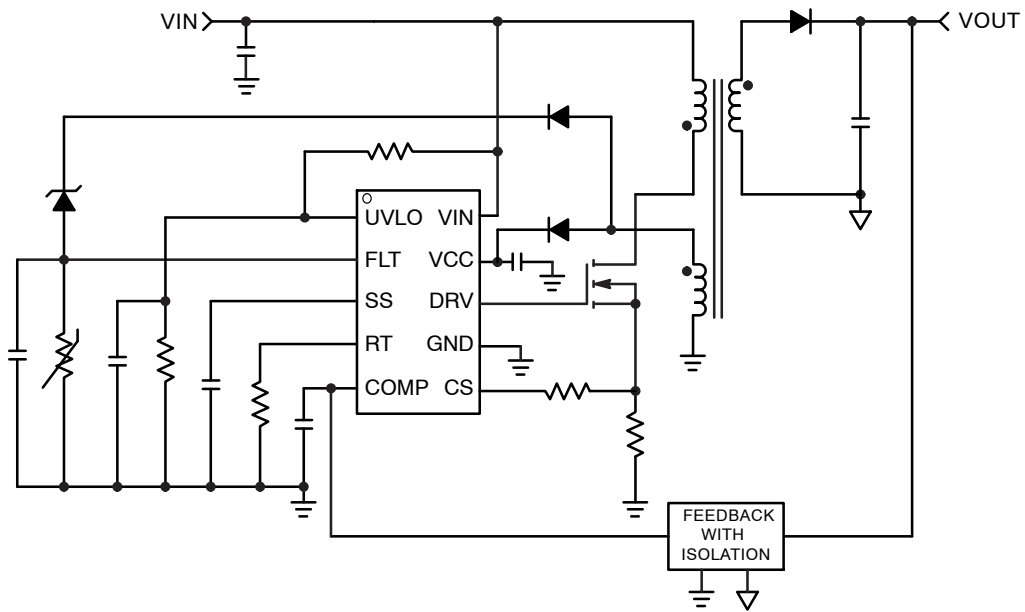 VIN
VOUT
UVLO VIN
FLT VCC
SS DRV
RT GND
COMP CS
FEEDBACK
WITH
ISOLATION